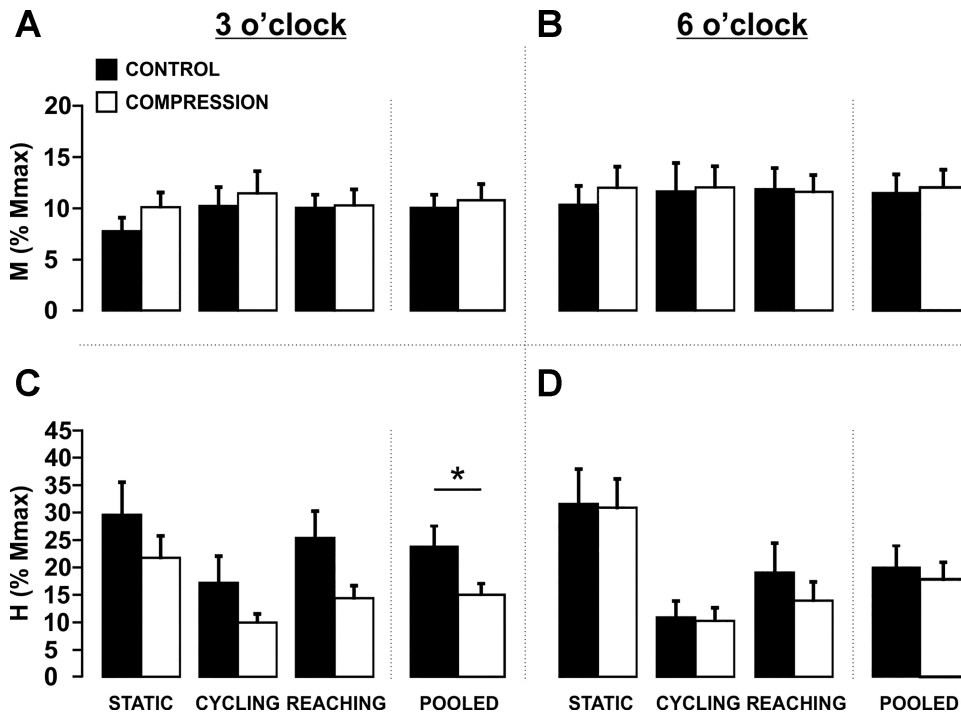 A
3 o’clock
B
6 o’clock
CONTROL
COMPRESSION
M (% Mmax)
20
15
10
5
0
C
D
H (% Mmax)
45
40
35
30
25
20
15
10
5
0
*
STATIC CYCLING REACHING POOLED STATIC CYCLING REACHING POOLED